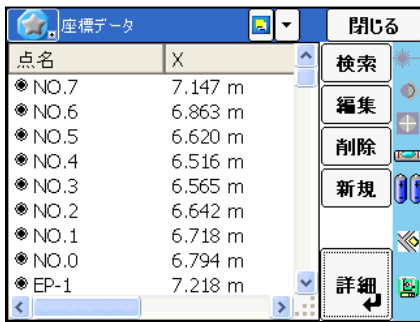 座標データ
閉じる
点名 X
NO.7 7.147 m
NO.6 6.863 m
NO.5 6.620 m
NO.4 6.516 m
NO.3 6.565 m
NO.2 6.642 m
NO.1 6.718 m
NO.0 6.794 m
EP-1 7.218 m
検索
編集
削除
新規
詳細